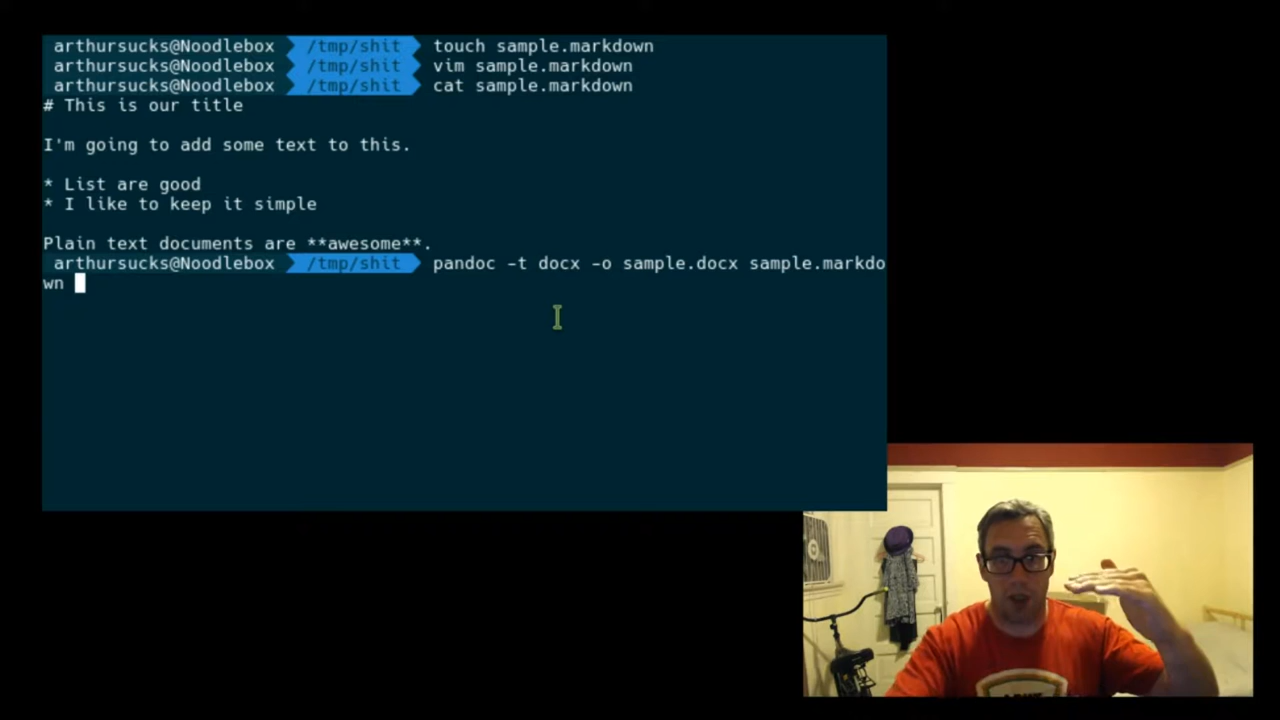 arthursucks@Noodlebox /tmp/shit touch sample.markdown
arthursucks@Noodlebox /tmp/shit vim sample.markdown
arthursucks@Noodlebox /tmp/shit cat sample.markdown
# This is our title
I'm going to add some text to this.
* List are good
* I like to keep it simple
Plain text documents are **awesome**.
arthursucks@Noodlebox /tmp/shit pandoc -t docx -o sample.docx sample.markdo
wn